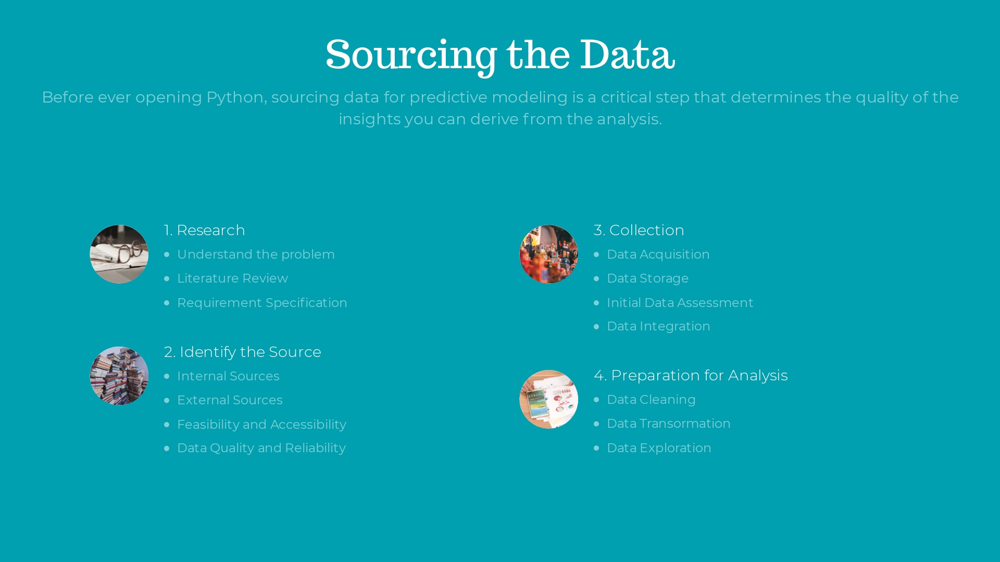 Sourcing the Data
Before ever opening Python, sourcing data for predictive modeling is a critical step that determines the quality of the
insights you can derive from the analysis.
1. Research
• Understand the problem
• Literature Review
• Requirement Specification
2. Identify the Source
• Internal Sources
• External Sources
• Feasibility and Accessibility
• Data Quality and Reliability
3. Collection
• Data Acquisition
• Data Storage
• Initial Data Assessment
• Data Integration
4. Preparation for Analysis
• Data Cleaning
• Data Transormation
• Data Exploration